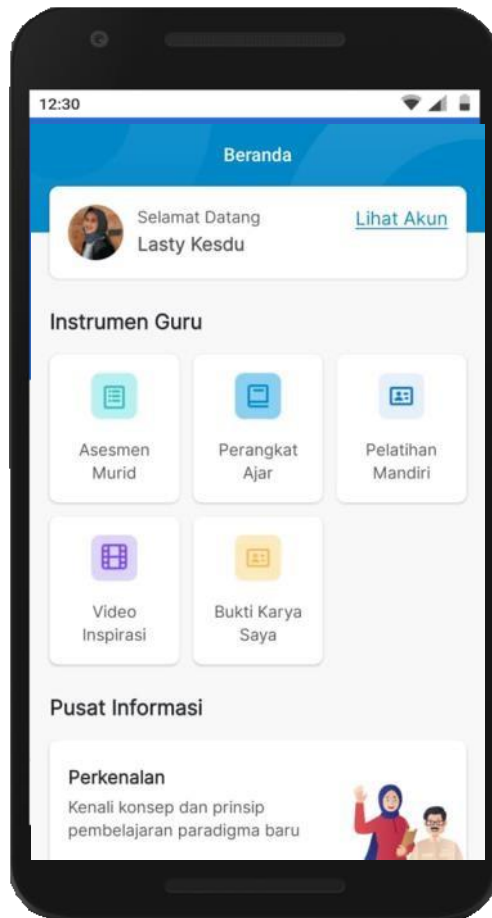 12:30
Beranda
Selamat Datang
Lihat Akun
Lasty Kesdu
Instrumen Guru
Asesmen
Murid
Perangkat
Ajar
Pelatihan
Mandiri
Video
Inspirasi
Bukti Karya
Saya
Pusat Informasi
Perkenalan
Kenali konsep dan prinsip
pembelajaran paradigma baru